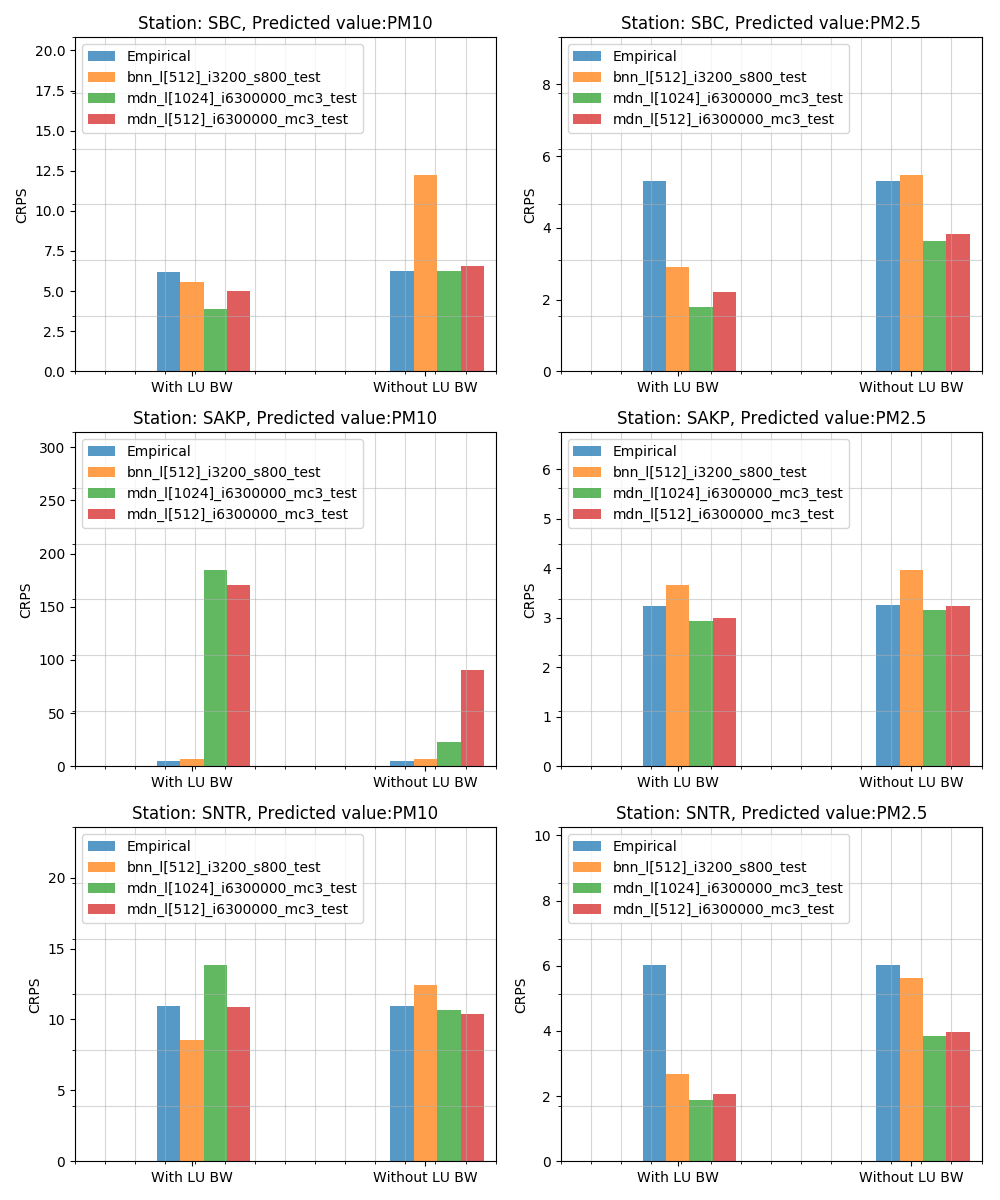 Station: SBC, Predicted value:PM10
20.0
17.5
15.0
12.5
10.0
7.5
5.0
2.5
0.0
CRPS
Empirical
bnn_l[512]_i3200_s800_test
mdn_l[1024]_i6300000_mc3_test
mdn_l[512]_i6300000_mc3_test
With LU BW
Without LU BW
Station: SBC, Predicted value:PM2.5
8
6
4
2
0
CRPS
Empirical
bnn_l[512]_i3200_s800_test
mdn_l[1024]_i6300000_mc3_test
mdn_l[512]_i6300000_mc3_test
With LU BW
Without LU BW
Station: SAKP, Predicted value:PM10
300
250
200
150
100
50
0
CRPS
Empirical
bnn_l[512]_i3200_s800_test
mdn_l[1024]_i6300000_mc3_test
mdn_l[512]_i6300000_mc3_test
With LU BW
Without LU BW
Station: SAKP, Predicted value:PM2.5
6
5
4
3
2
1
0
CRPS
Empirical
bnn_l[512]_i3200_s800_test
mdn_l[1024]_i6300000_mc3_test
mdn_l[512]_i6300000_mc3_test
With LU BW
Without LU BW
Station: SNTR, Predicted value:PM10
20
15
10
5
0
CRPS
Empirical
bnn_l[512]_i3200_s800_test
mdn_l[1024]_i6300000_mc3_test
mdn_l[512]_i6300000_mc3_test
With LU BW
Without LU BW
Station: SNTR, Predicted value:PM2.5
10
8
6
4
2
0
CRPS
Empirical
bnn_l[512]_i3200_s800_test
mdn_l[1024]_i6300000_mc3_test
mdn_l[512]_i6300000_mc3_test
With LU BW
Without LU BW